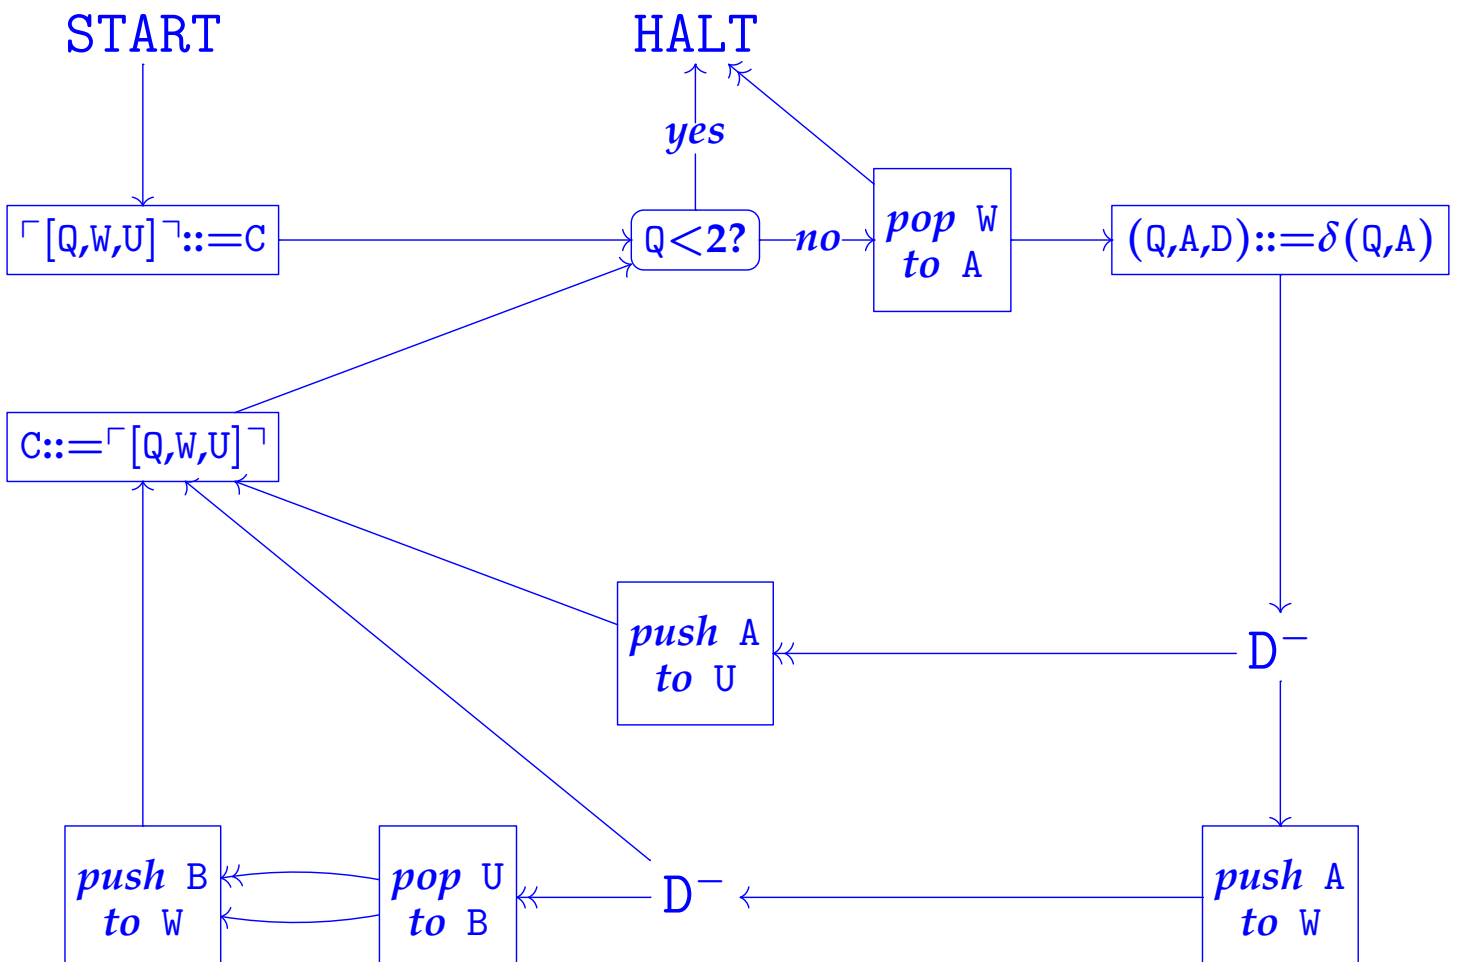 START
HALT
yes
⌜[Q,W,U]⌝::=C
Q<2?
no
pop W
to A
(Q,A,D)::=δ(Q,A)
C::=⌜[Q,W,U]⌝
push A
to U
D⁻
push B
to W
pop U
to B
D⁻
push A
to W